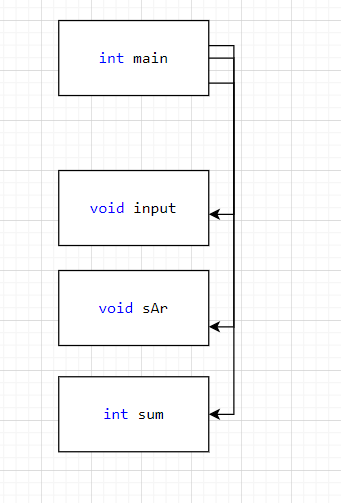 int main
void input
void sAr
int sum